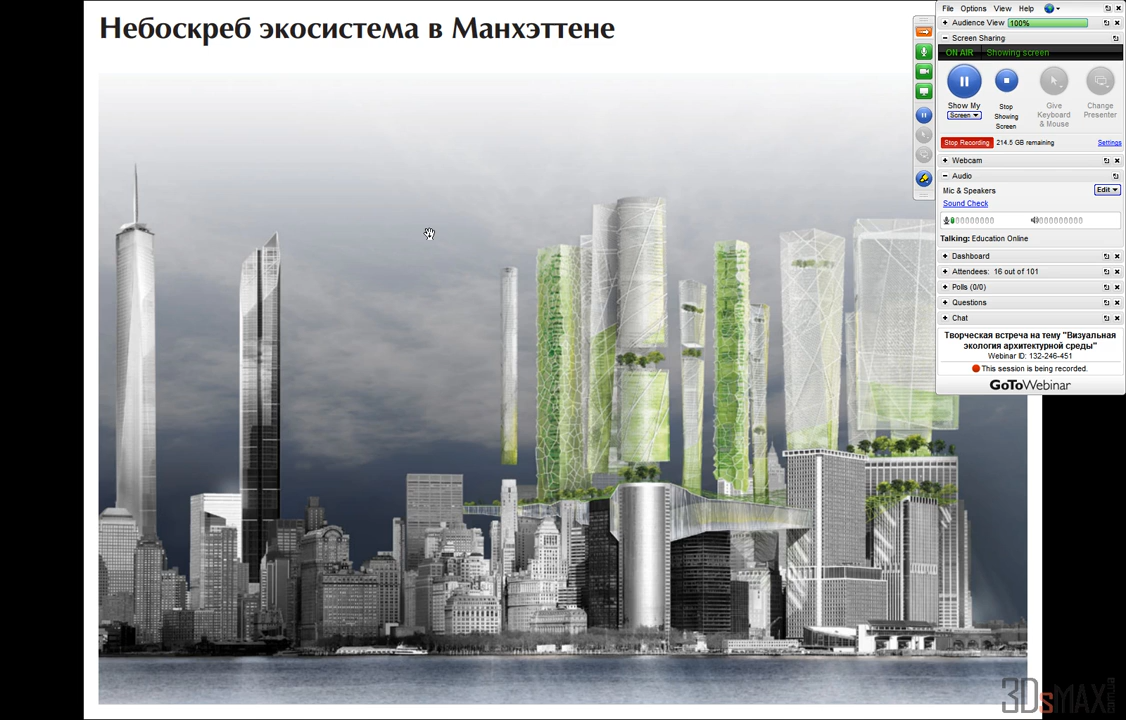 Небоскреб экосистема в Манхэттене
File Options View Help
Audience View 100%
Screen Sharing
ON AIR Showing screen
Show My
Screen
Stop
Showing
Screen
Give
Keyboard
& Mouse
Change
Presenter
Stop Recording 214.5 GB remaining Settings
Webcam
Audio
Mic & Speakers Edit
Sound Check
Talking: Education Online
Dashboard
Attendees: 16 out of 101
Polls (0/0)
Questions
Chat
Творческая встреча на тему "Визуальная
экология архитектурной среды"
Webinar ID: 132-246-451
This session is being recorded.
GoToWebinar
3DsMAX.com.ua